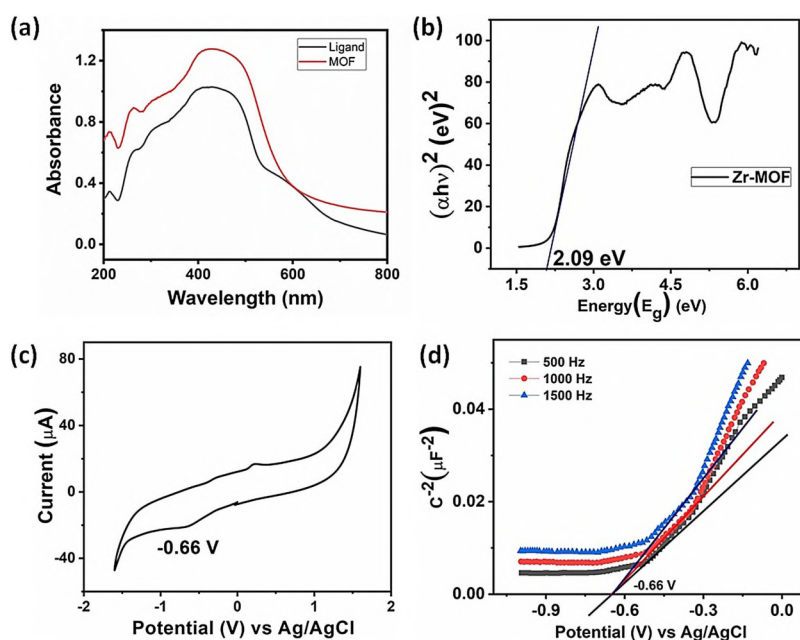 (a)
Ligand
MOF
1.2
0.8
0.4
0.0
Absorbance
200 400 600 800
Wavelength (nm)
(b)
100
80
60
40
20
0
(αhν)² (eV)²
Zr-MOF
2.09 eV
1.5 3.0 4.5 6.0
Energy(Eg) (eV)
(c)
80
40
0
-40
Current (μA)
-0.66 V
-1 0 1 2
Potential (V) vs Ag/AgCl
(d)
500 Hz
1000 Hz
1500 Hz
0.04
0.02
0.00
C⁻²(μF⁻²)
-0.66 V
-0.9 -0.6 -0.3 0.0
Potential (V) vs Ag/AgCl